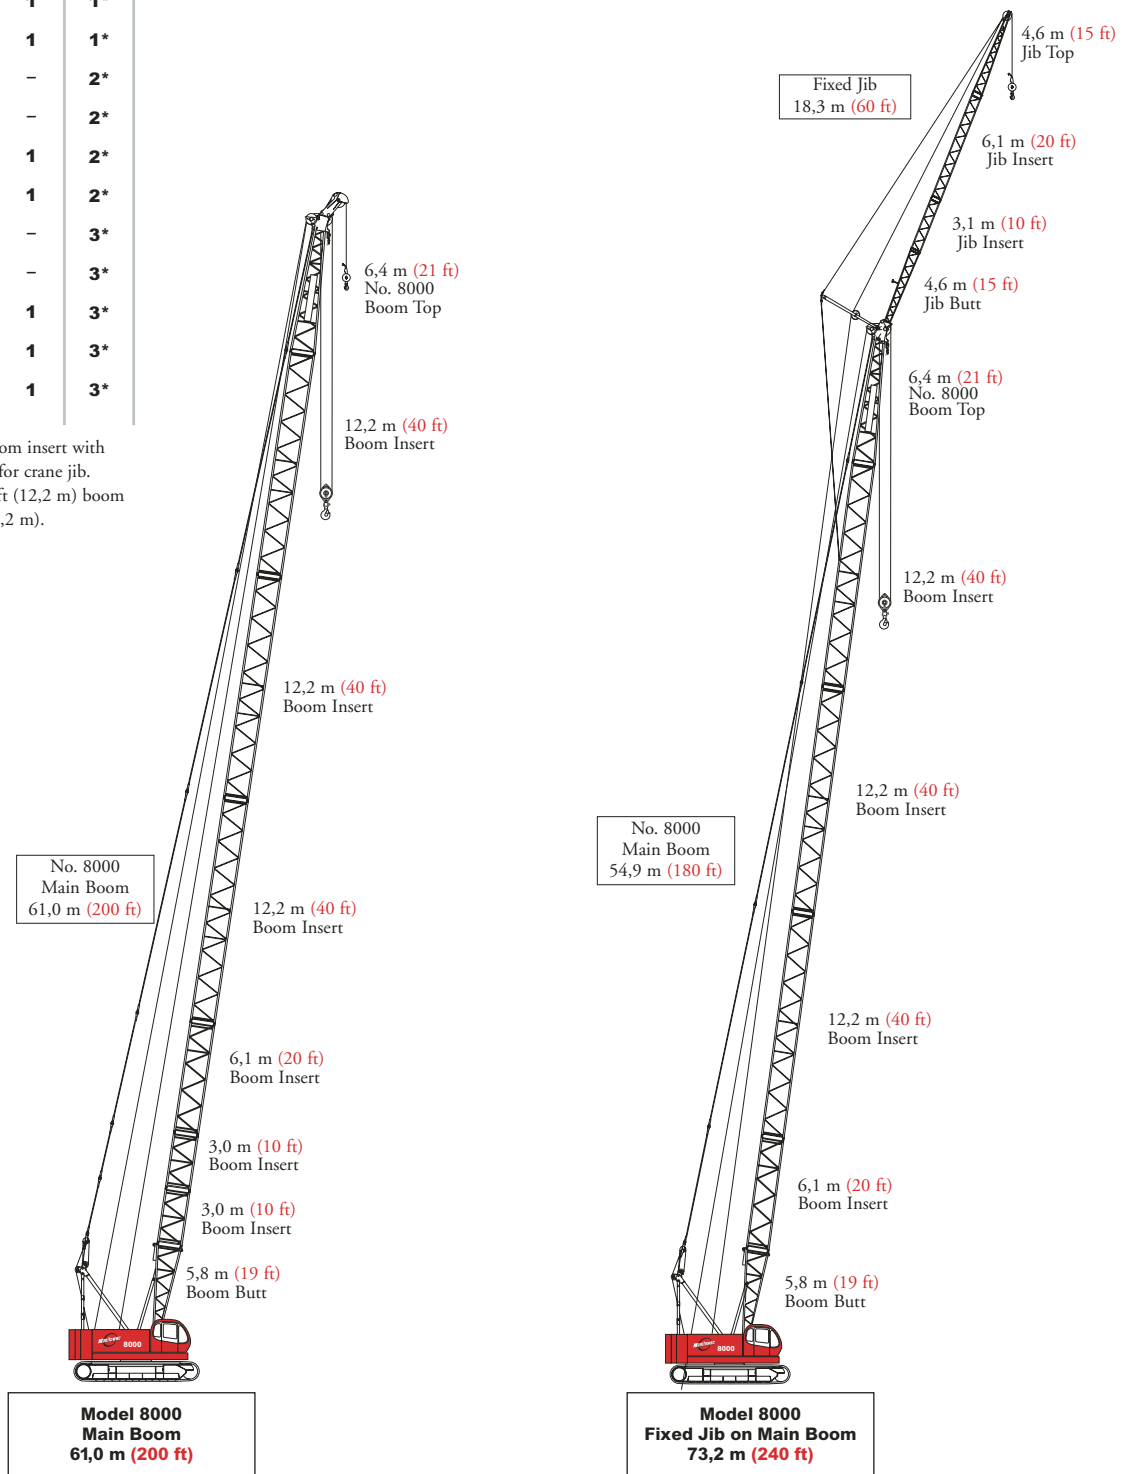 1 1*
1 1*
– 2*
– 2*
1 2*
1 2*
– 3*
– 3*
1 3*
1 3*
1 3*
om insert with
for crane jib.
ft (12,2 m) boom
,2 m).
6,4 m (21 ft)
No. 8000
Boom Top
12,2 m (40 ft)
Boom Insert
12,2 m (40 ft)
Boom Insert
No. 8000
Main Boom
61,0 m (200 ft)
12,2 m (40 ft)
Boom Insert
6,1 m (20 ft)
Boom Insert
3,0 m (10 ft)
Boom Insert
3,0 m (10 ft)
Boom Insert
5,8 m (19 ft)
Boom Butt
Manitowoc
8000
Model 8000
Main Boom
61,0 m (200 ft)
4,6 m (15 ft)
Jib Top
Fixed Jib
18,3 m (60 ft)
6,1 m (20 ft)
Jib Insert
3,1 m (10 ft)
Jib Insert
4,6 m (15 ft)
Jib Butt
6,4 m (21 ft)
No. 8000
Boom Top
12,2 m (40 ft)
Boom Insert
12,2 m (40 ft)
Boom Insert
No. 8000
Main Boom
54,9 m (180 ft)
12,2 m (40 ft)
Boom Insert
6,1 m (20 ft)
Boom Insert
5,8 m (19 ft)
Boom Butt
Manitowoc
8000
Model 8000
Fixed Jib on Main Boom
73,2 m (240 ft)